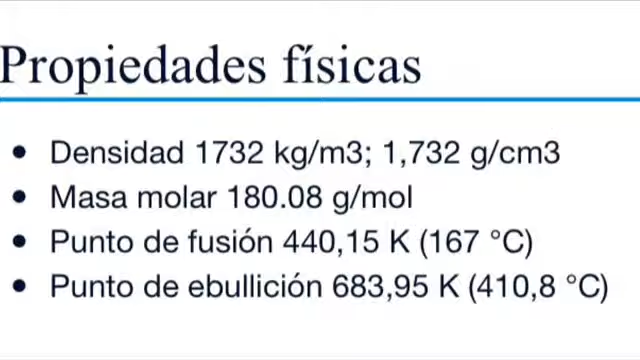 Propiedades físicas
• Densidad 1732 kg/m3; 1,732 g/cm3
• Masa molar 180.08 g/mol
• Punto de fusión 440,15 K (167 °C)
• Punto de ebullición 683,95 K (410,8 °C)